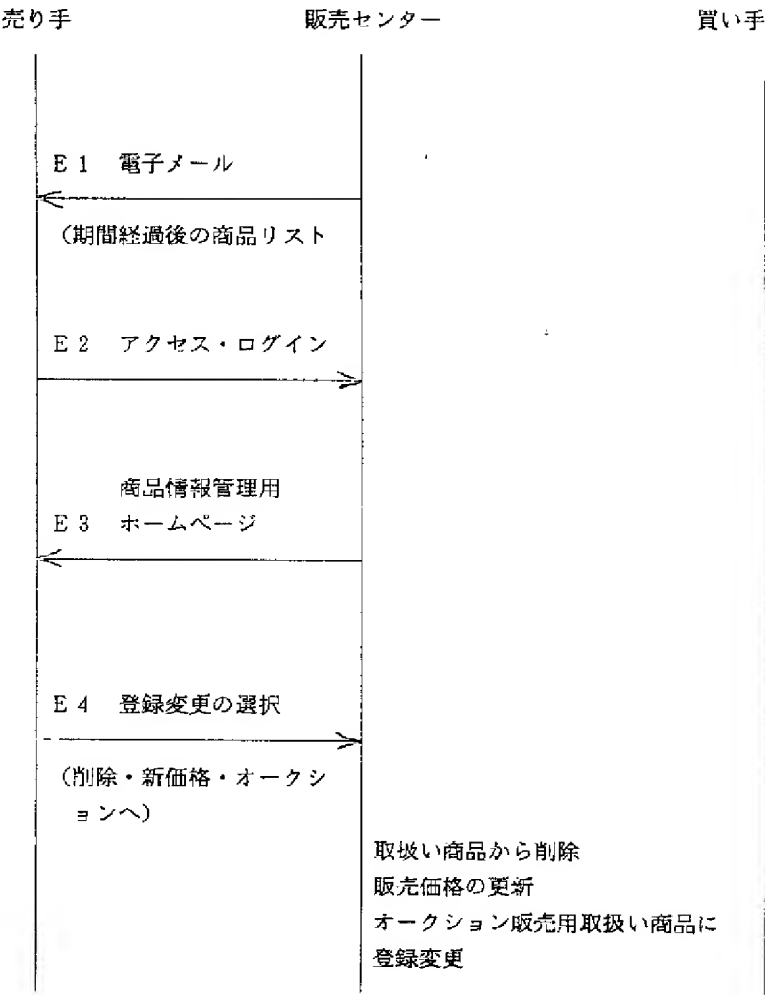 売り手 販売センター 買い手
E1 電子メール
(期間経過後の商品リスト
E2 アクセス・ログイン
商品情報管理用
E3 ホームページ
E4 登録変更の選択
(削除・新価格・オークシ
ョンへ)
取扱い商品から削除
販売価格の更新
オークション販売用取扱い商品に
登録変更